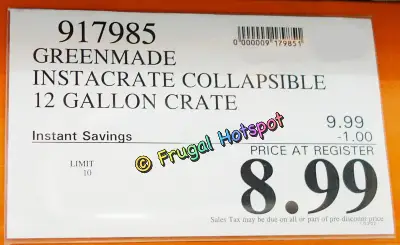 917985
0000009179851
GREENMADE
INSTACRATE COLLAPSIBLE
12 GALLON CRATE
9.99
Instant Savings -1.00
LIMIT
10
PRICE AT REGISTER
8.99
© Frugal Hotspot
Sales Tax may be due on all or part of pre discount price